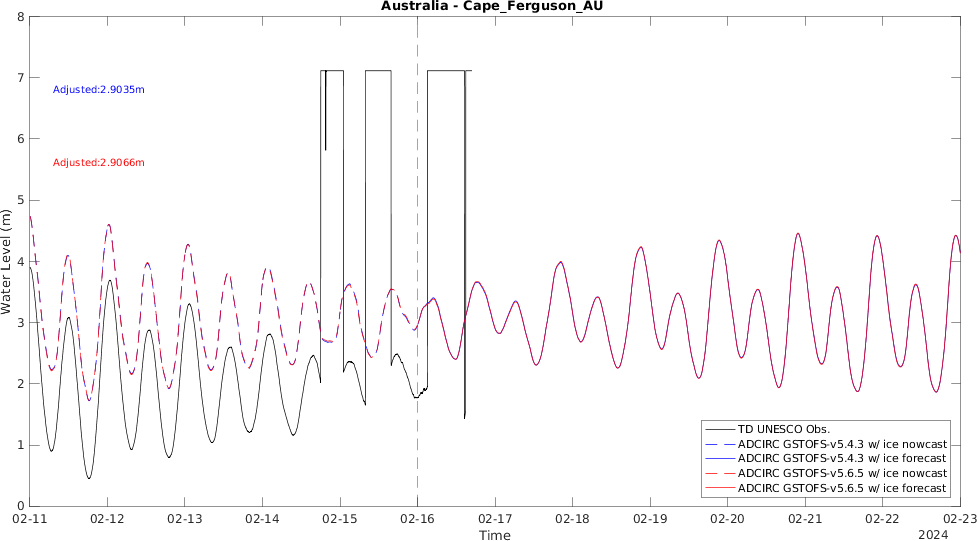 Australia - Cape_Ferguson_AU
8
7
6
5
4
3
2
1
0
Water Level (m)
Adjusted:2.9035m
Adjusted:2.9066m
TD UNESCO Obs.
ADCIRC GSTOFS-v5.4.3 w/ ice nowcast
ADCIRC GSTOFS-v5.4.3 w/ ice forecast
ADCIRC GSTOFS-v5.6.5 w/ ice nowcast
ADCIRC GSTOFS-v5.6.5 w/ ice forecast
02-11 02-12 02-13 02-14 02-15 02-16 02-17 02-18 02-19 02-20 02-21 02-22 02-23
Time
2024